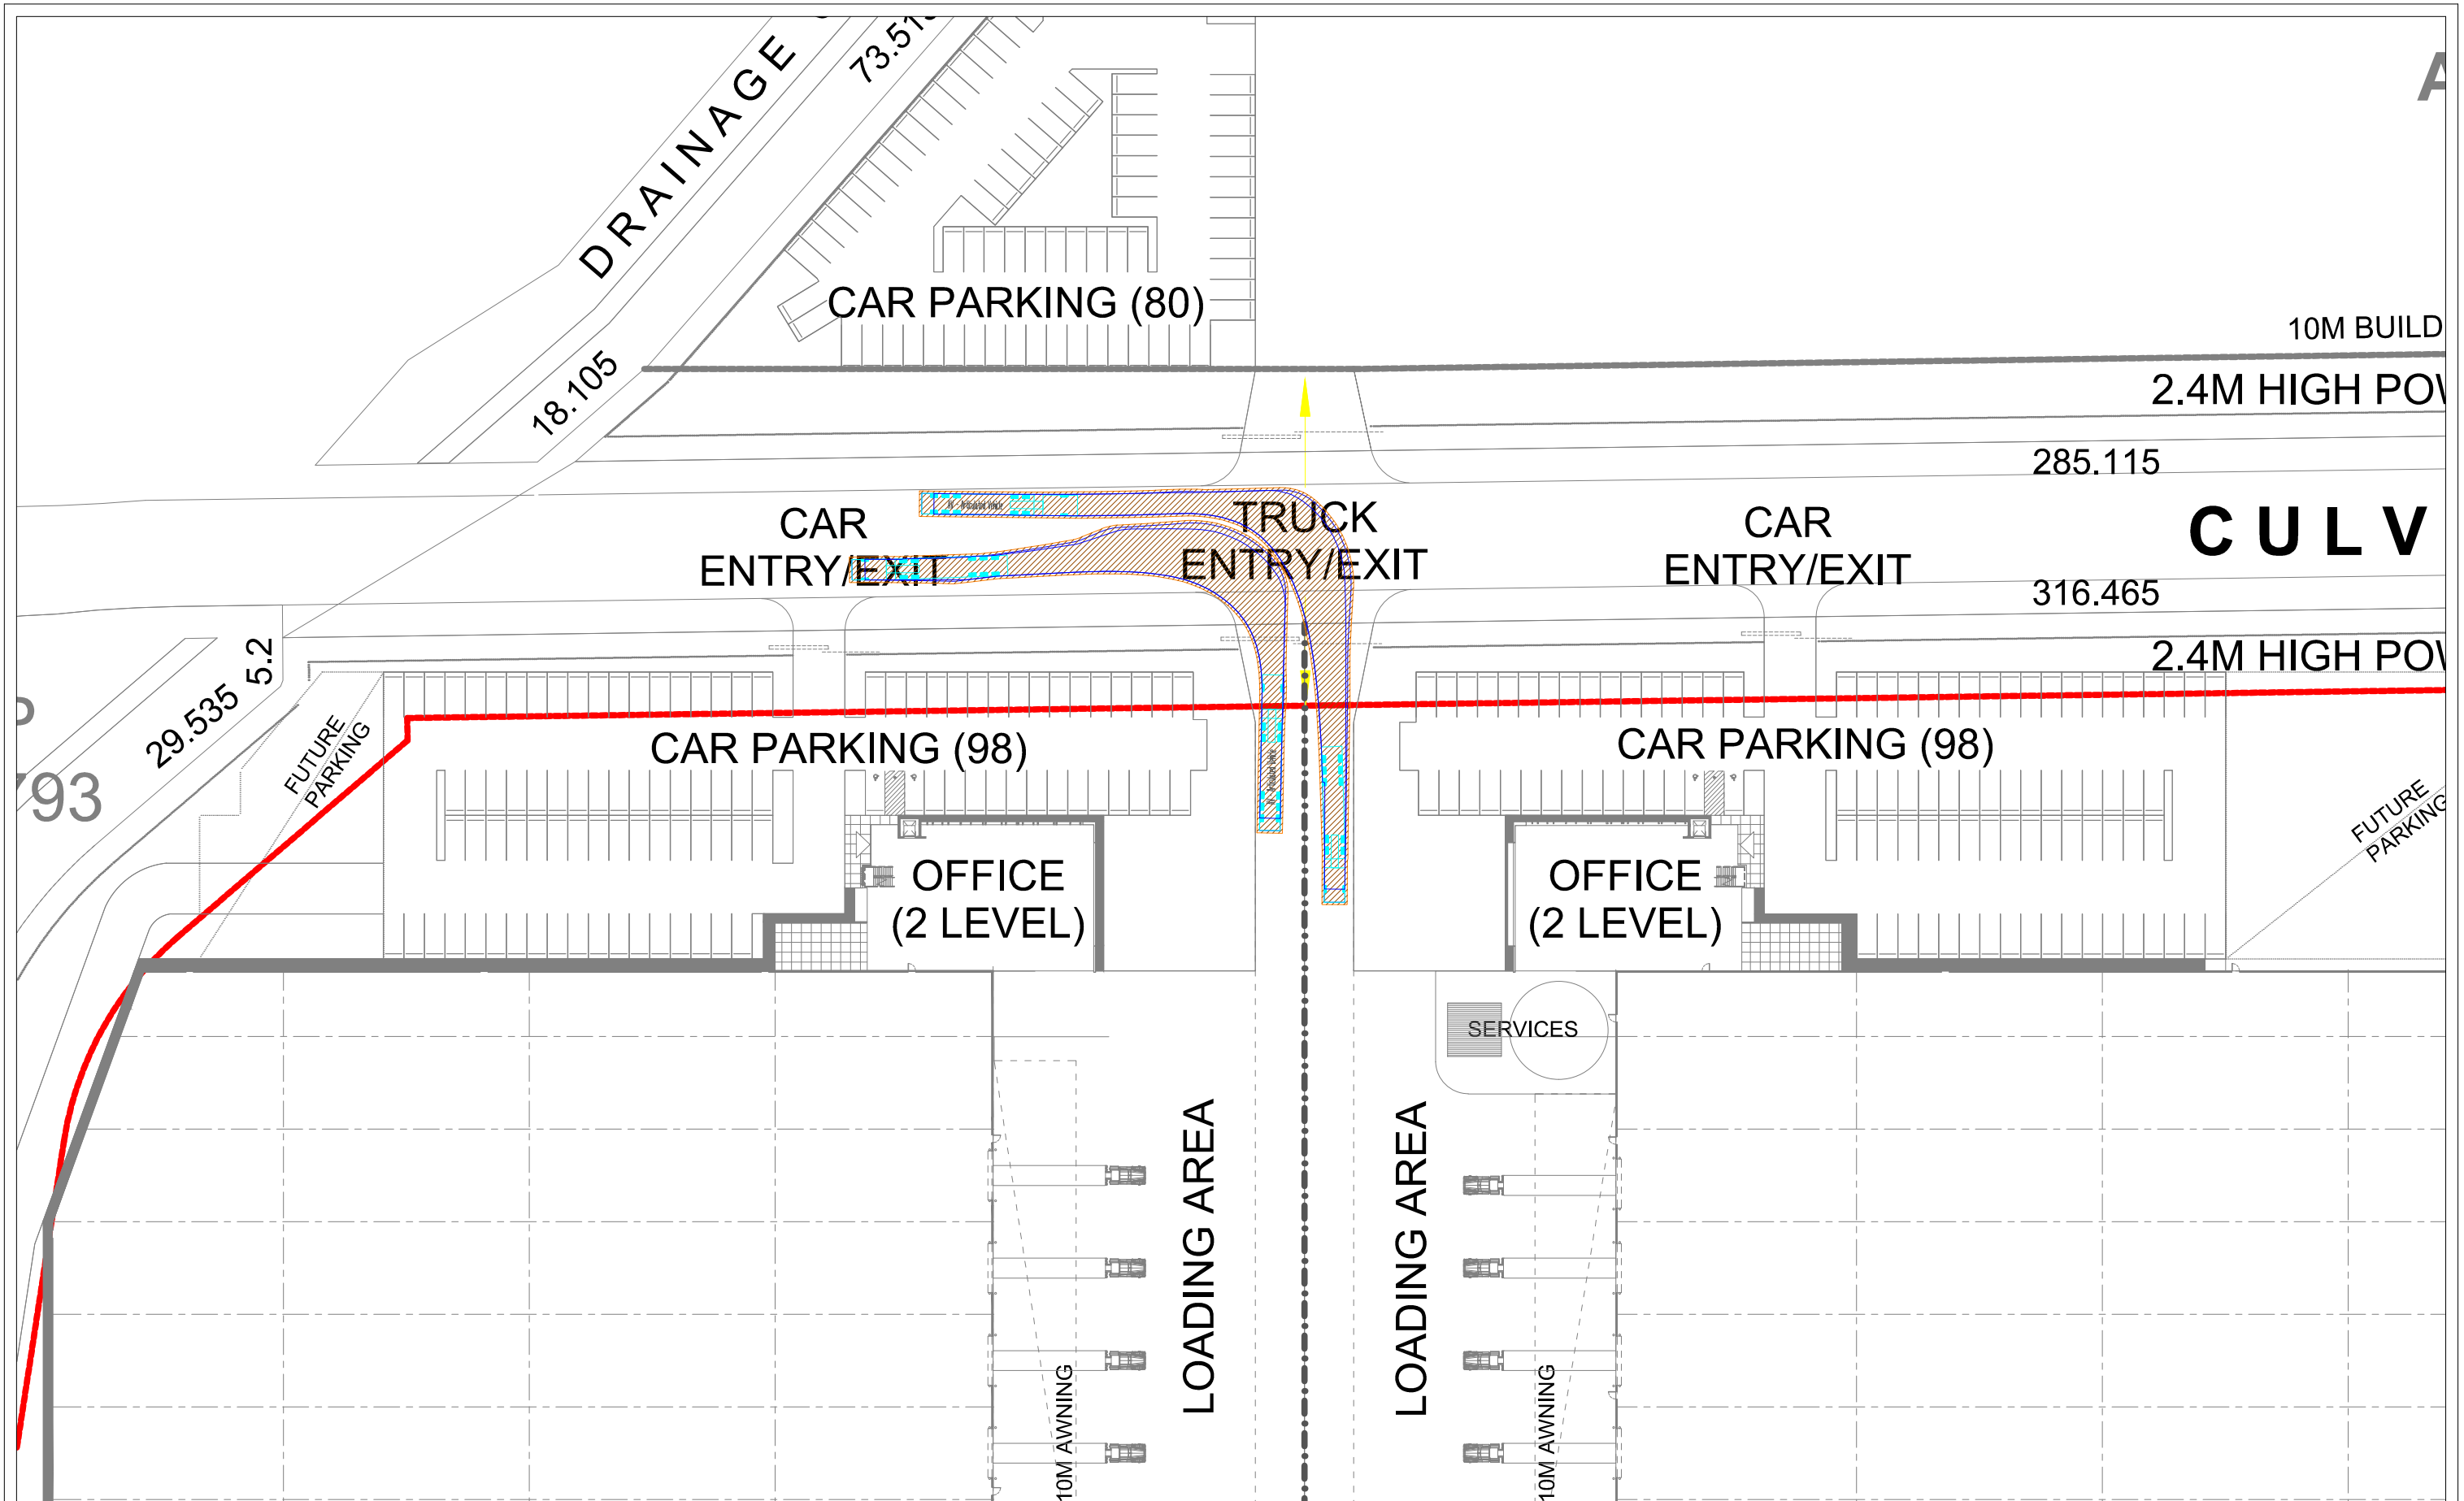 DRAINAGE
73.51
A
CAR PARKING (80)
10M BUILD
18.105
2.4M HIGH POW
285.115
CAR
ENTRY/EXIT
TRUCK
ENTRY/EXIT
CAR
ENTRY/EXIT
CULV
316.465
5.2
2.4M HIGH POW
29.535
FUTURE
PARKING
CAR PARKING (98)
CAR PARKING (98)
793
FUTURE
PARKING
OFFICE
(2 LEVEL)
OFFICE
(2 LEVEL)
SERVICES
LOADING AREA
LOADING AREA
10M AWNING
10M AWNING